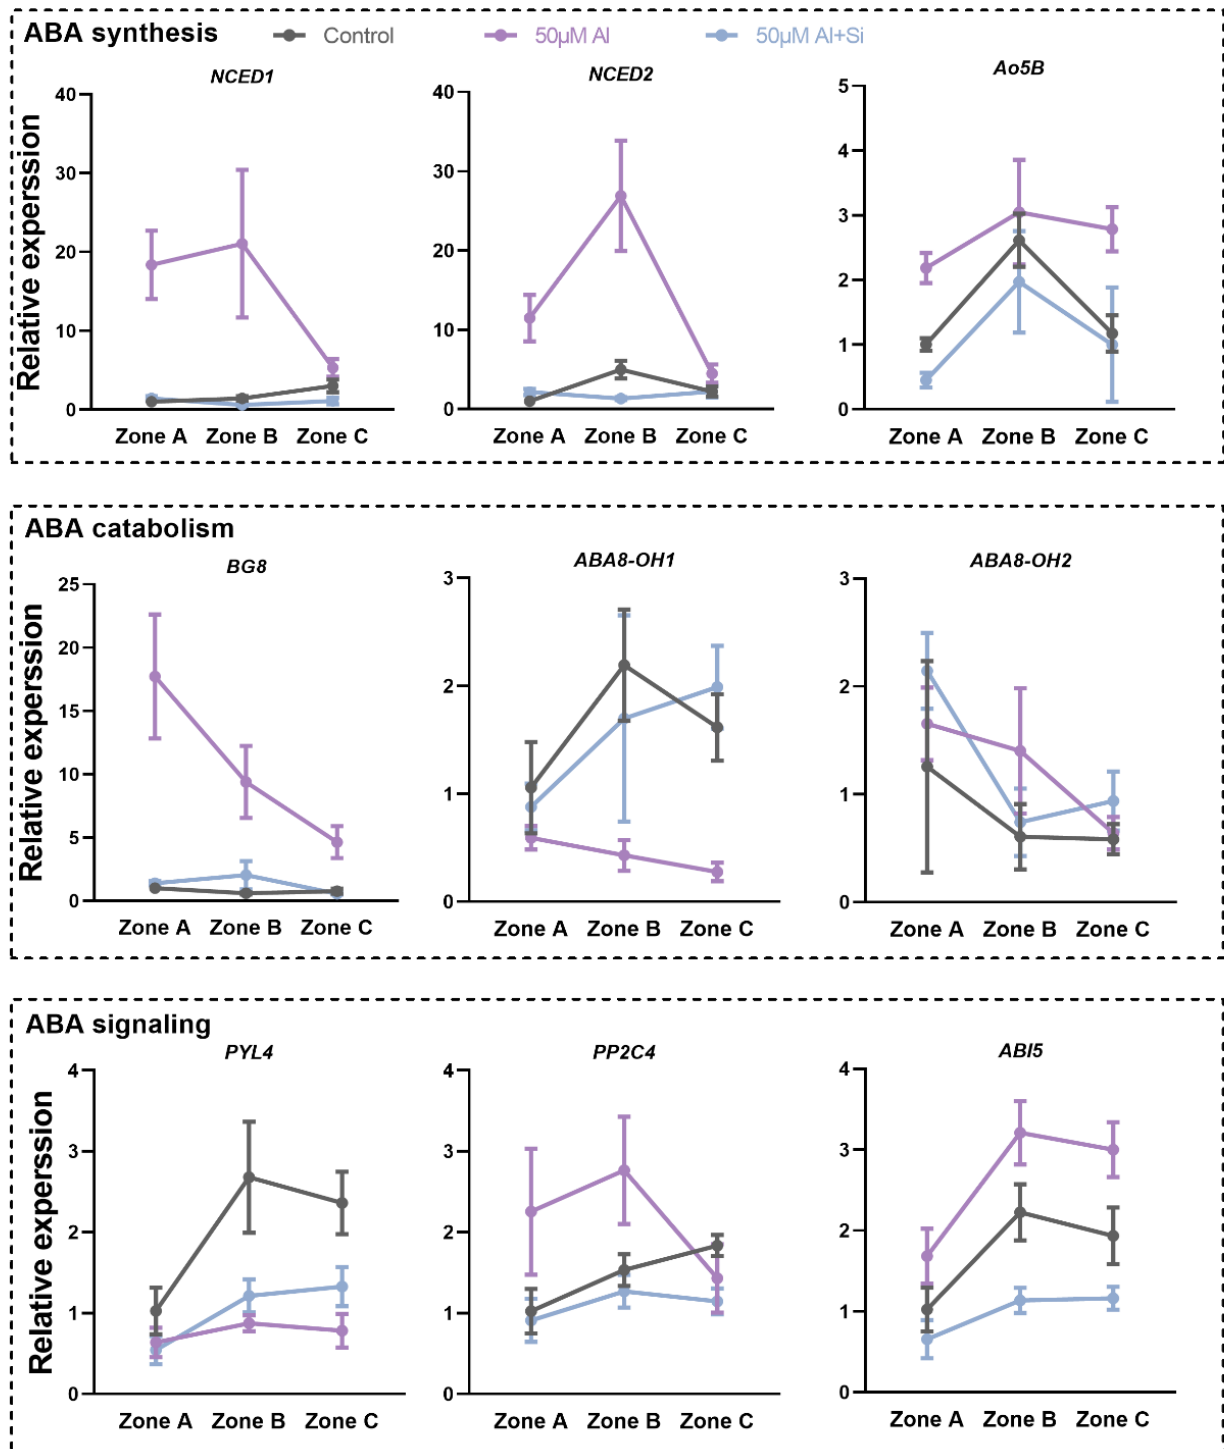 ABA synthesis Control 50µM Al 50µM Al+Si
NCED1 NCED2 Ao5B
Relative experssion
40
30
20
10
0
Zone A Zone B Zone C
40
30
20
10
0
Zone A Zone B Zone C
5
4
3
2
1
0
Zone A Zone B Zone C
ABA catabolism
BG8 ABA8-OH1 ABA8-OH2
Relative experssion
25
20
15
10
5
0
Zone A Zone B Zone C
3
2
1
0
Zone A Zone B Zone C
3
2
1
0
Zone A Zone B Zone C
ABA signaling
PYL4 PP2C4 ABI5
Relative experssion
4
3
2
1
0
Zone A Zone B Zone C
4
3
2
1
0
Zone A Zone B Zone C
4
3
2
1
0
Zone A Zone B Zone C